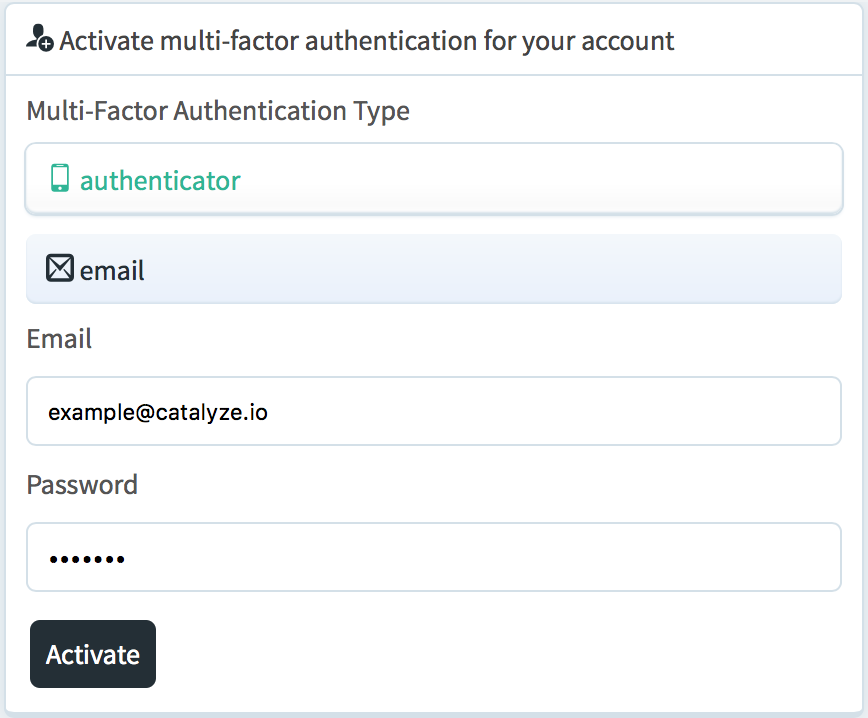 Activate multi-factor authentication for your account
Multi-Factor Authentication Type
authenticator
email
Email
example@catalyze.io
Password
•••••••
Activate